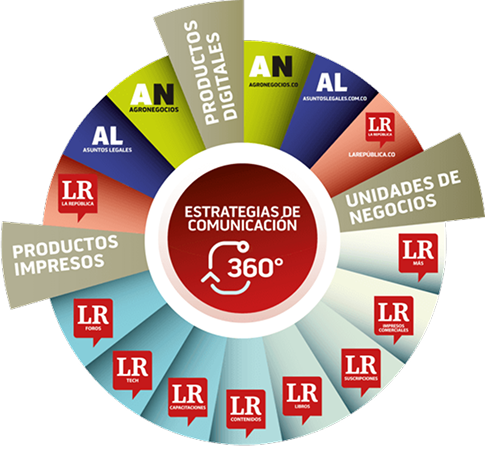 PRODUCTOS
DIGITALES
AN
AGRONEGOCIOS
AN
AGRONEGOCIOS.CO
AL
ASUNTOS LEGALES
AL
ASUNTOSLEGALES.COM.CO
LR
LA REPÚBLICA
LR
LA REPÚBLICA
LAREPÚBLICA.CO
UNIDADES DE
NEGOCIOS
PRODUCTOS
IMPRESOS
ESTRATEGIAS DE
COMUNICACIÓN
360°
LR
MÁS
LR
IMPRESOS
COMERCIALES
LR
SUSCRIPCIONES
LR
LIBROS
LR
CONTENIDOS
LR
CAPACITACIONES
LR
TECH
LR
FOROS